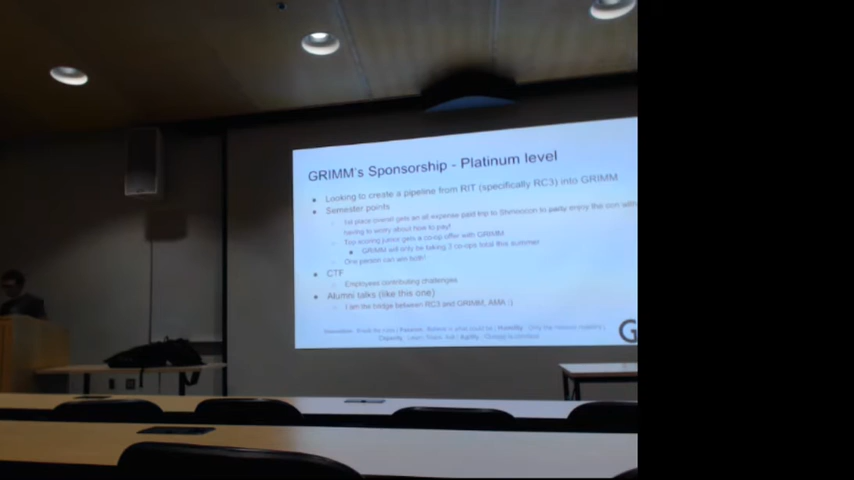 GRIMM's Sponsorship - Platinum level
Looking to create a pipeline from RIT (specifically RC3) into GRIMM
Semester points
1st place overall gets an all expense paid trip to Shmoocon to party enjoy the con with
having to worry about how to pay!
Top scoring junior gets a co-op offer with GRIMM
GRIMM will only be taking 3 co-ops total this summer
One person can win both!
CTF
Employees contributing challenges
Alumni talks (like this one)
I am the bridge between RC3 and GRIMM, AMA :)
G